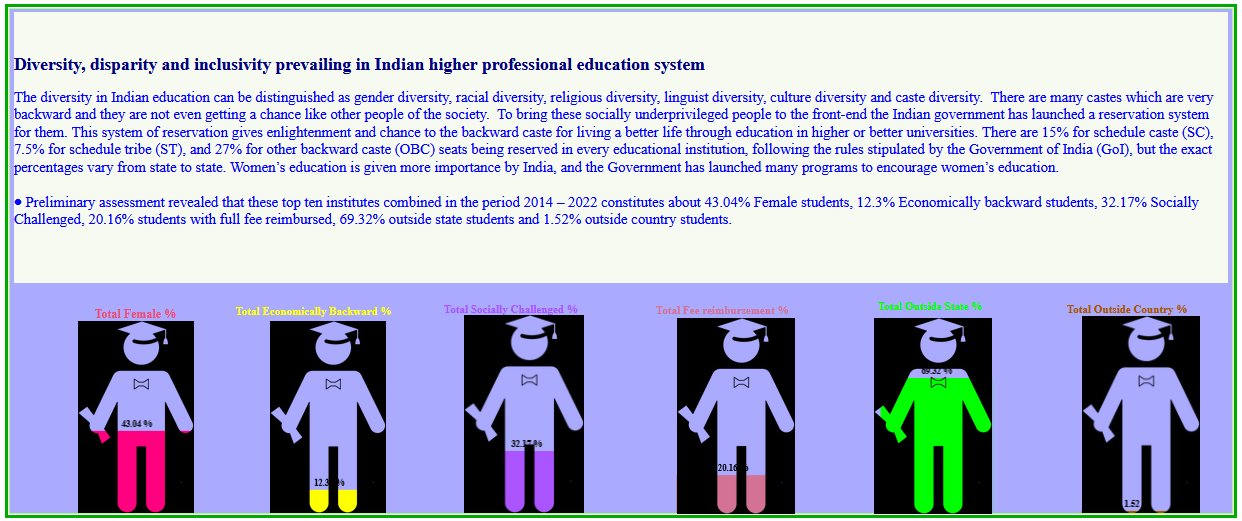 Diversity, disparity and inclusivity prevailing in Indian higher professional education system
The diversity in Indian education can be distinguished as gender diversity, racial diversity, religious diversity, linguist diversity, culture diversity and caste diversity.  There are many castes which are very
backward and they are not even getting a chance like other people of the society.  To bring these socially underprivileged people to the front-end the Indian government has launched a reservation system
for them. This system of reservation gives enlightenment and chance to the backward caste for living a better life through education in higher or better universities. There are 15% for schedule caste (SC),
7.5% for schedule tribe (ST), and 27% for other backward caste (OBC) seats being reserved in every educational institution, following the rules stipulated by the Government of India (GoI), but the exact
percentages vary from state to state. Women’s education is given more importance by India, and the Government has launched many programs to encourage women’s education.
● Preliminary assessment revealed that these top ten institutes combined in the period 2014 – 2022 constitutes about 43.04% Female students, 12.3% Economically backward students, 32.17% Socially
Challenged, 20.16% students with full fee reimbursed, 69.32% outside state students and 1.52% outside country students.
Total Female %
Total Economically Backward %
Total Socially Challenged %
Total Fee reimbursement %
Total Outside State %
Total Outside Country %
43.04 %
12.3 %
32.17 %
20.16 %
69.32 %
1.52